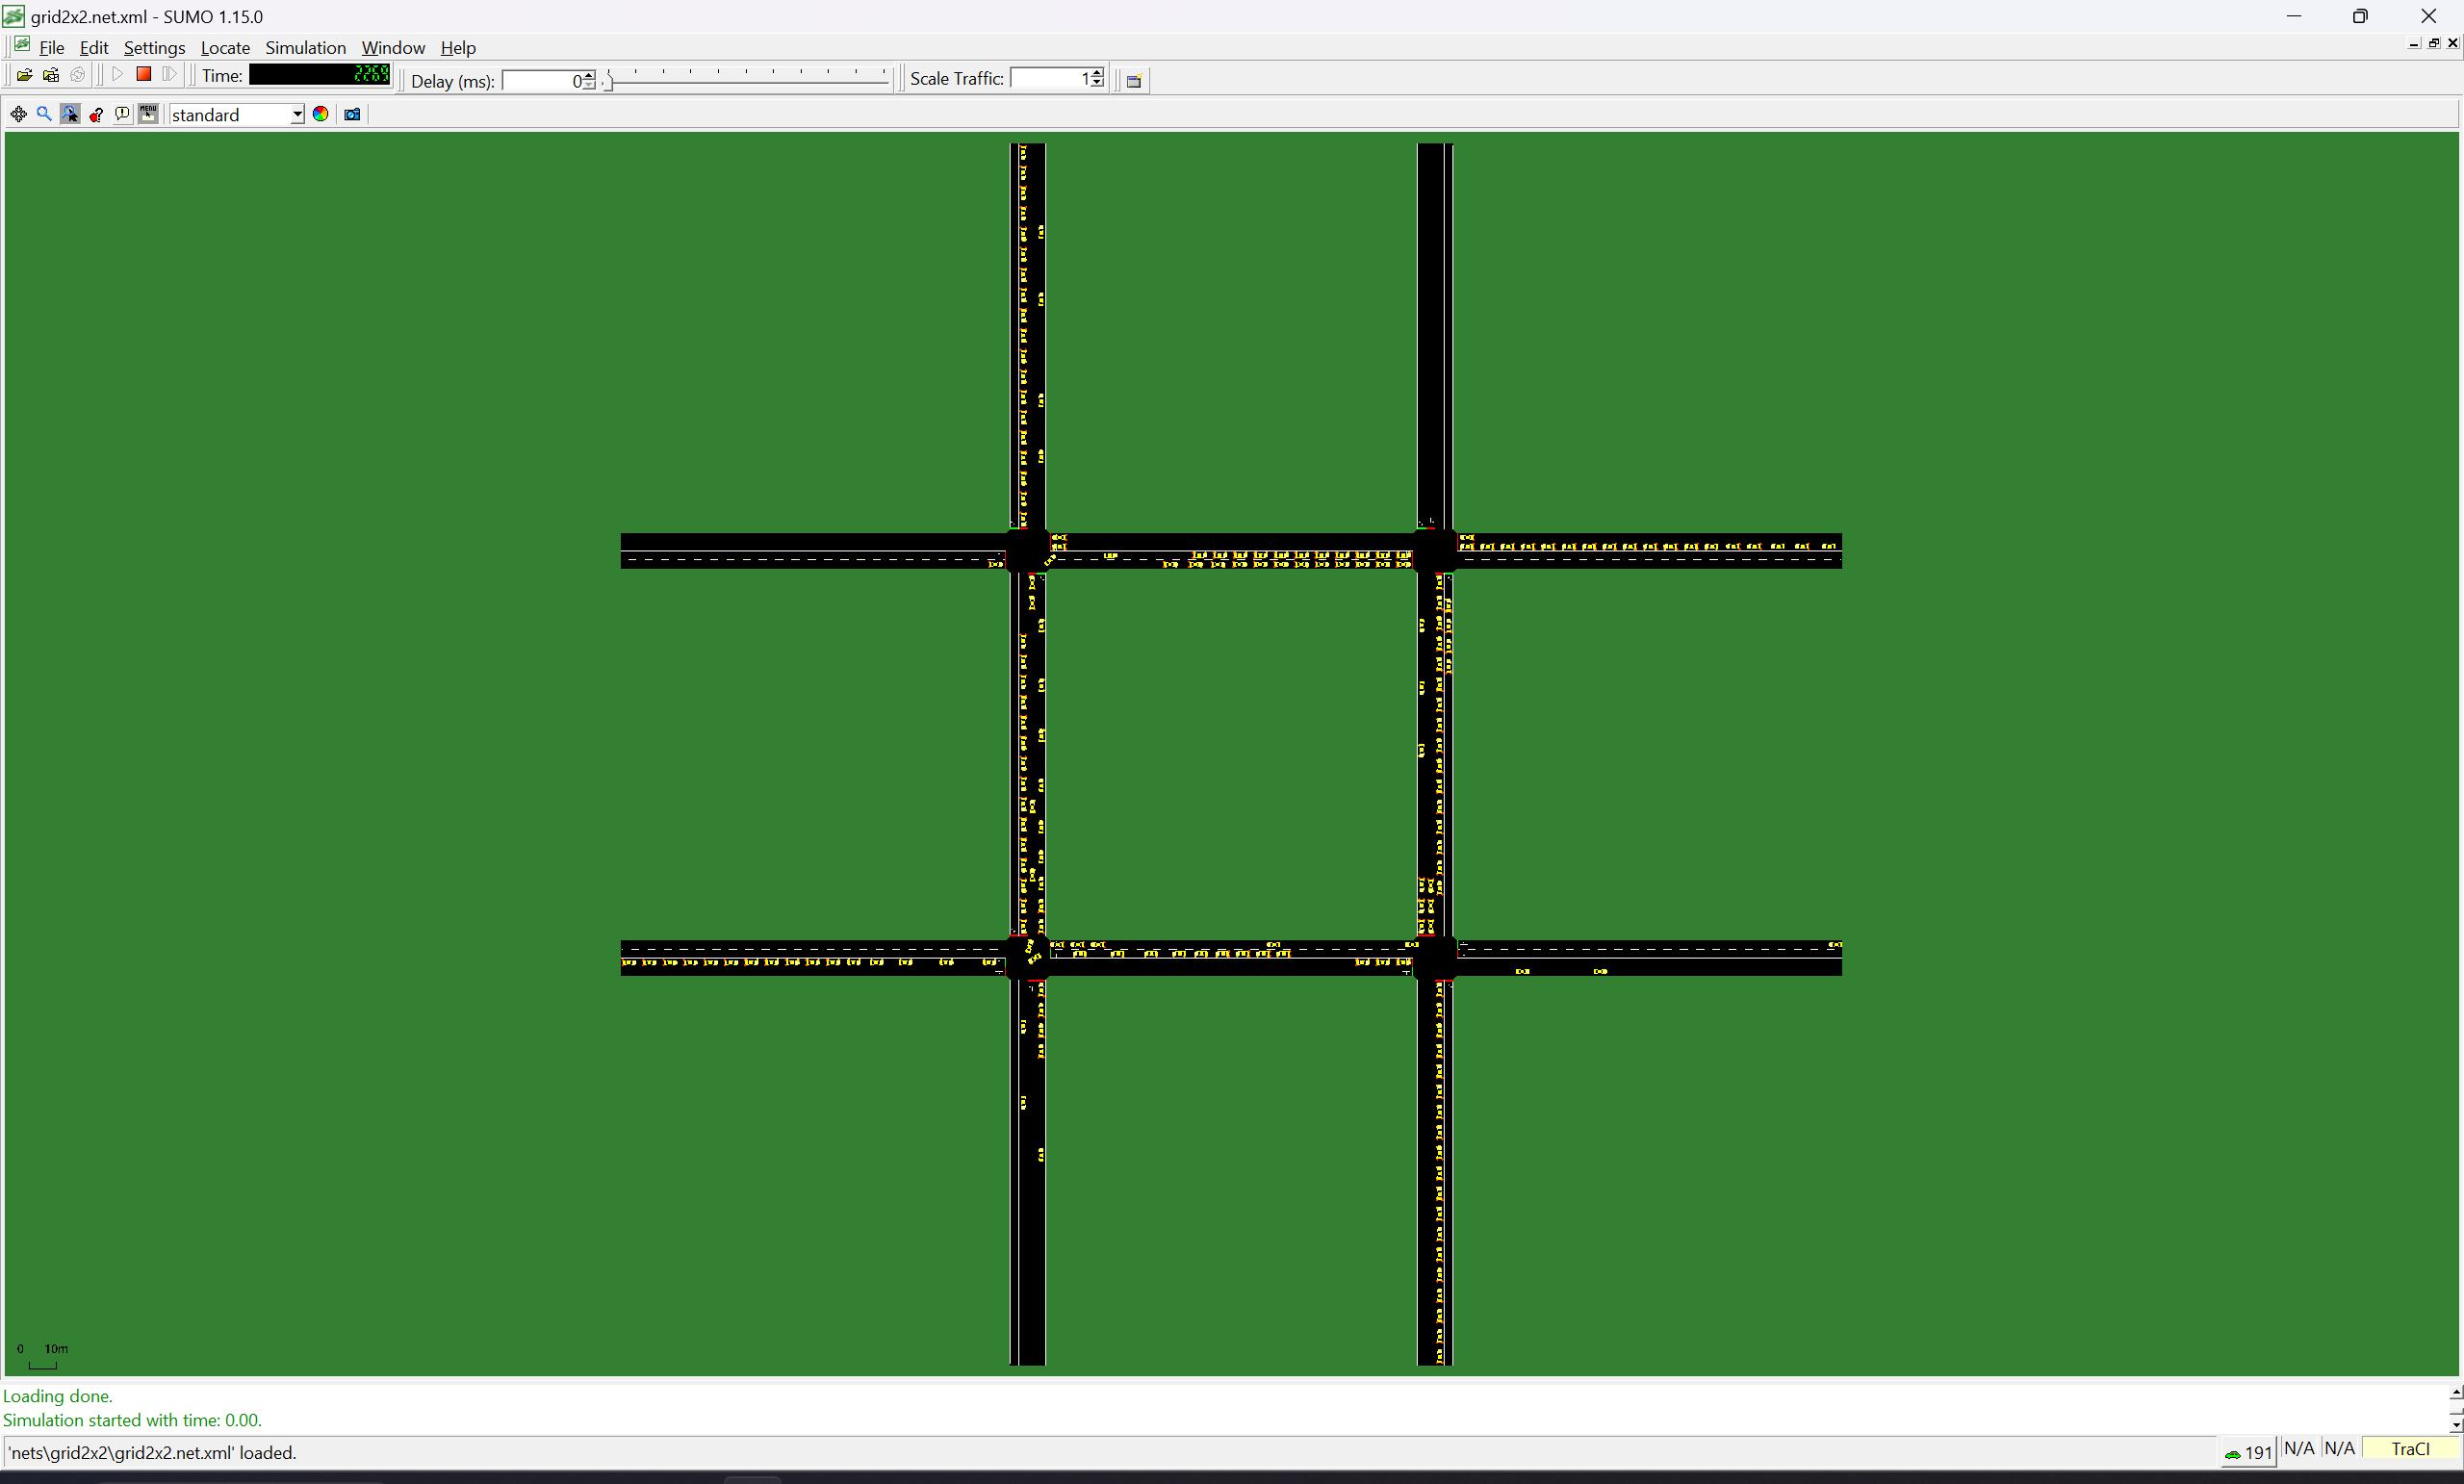 grid2x2.net.xml - SUMO 1.15.0
File Edit Settings Locate Simulation Window Help
Time: 2269 Delay (ms): 0 Scale Traffic: 1
MENU standard
0 10m
Loading done.
Simulation started with time: 0.00.
'nets\grid2x2\grid2x2.net.xml' loaded. 191 N/A N/A TraCI